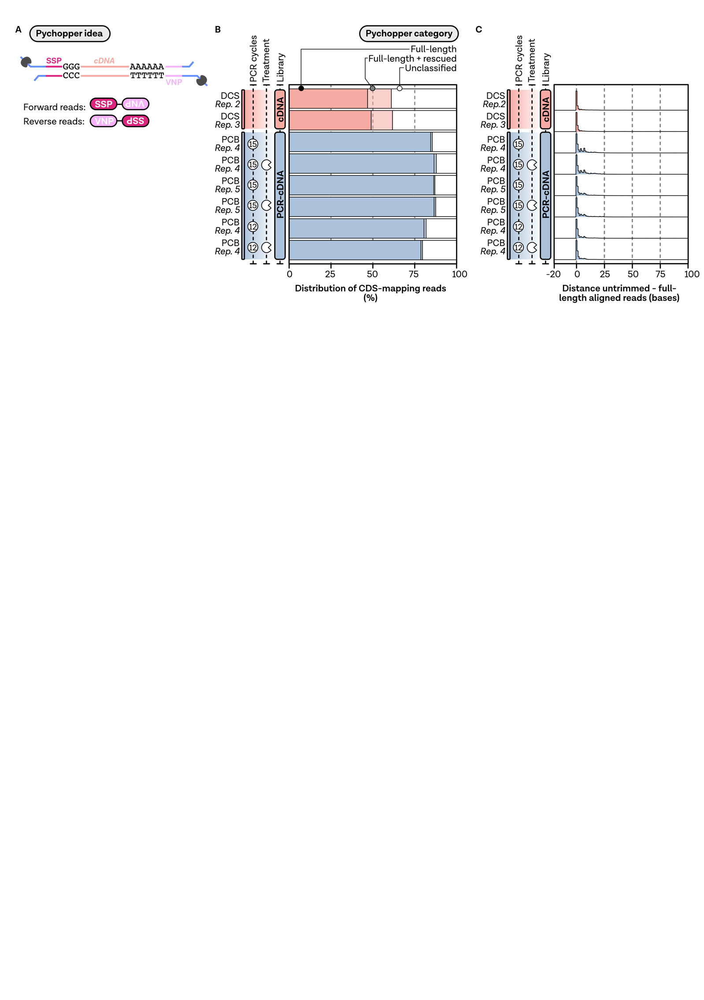 A
Pychopper idea
SSP
cDNA
GGG
AAAAAA
CCC
TTTTTT
VNP
Forward reads:
SSP
VNP
Reverse reads:
VNP
SSP
B
PCR cycles
Treatment
Library
Pychopper category
Full-length
Full-length + rescued
Unclassified
DCS
Rep. 2
DCS
Rep. 3
PCB
Rep. 4
PCB
Rep. 4
PCB
Rep. 5
PCB
Rep. 5
PCB
Rep. 4
PCB
Rep. 4
15
15
15
15
12
12
cDNA
PCR-cDNA
0 25 50 75 100
Distribution of CDS-mapping reads
(%)
C
PCR cycles
Treatment
Library
DCS
Rep.2
DCS
Rep. 3
PCB
Rep. 4
PCB
Rep. 4
PCB
Rep. 5
PCB
Rep. 5
PCB
Rep. 4
PCB
Rep. 4
15
15
15
15
12
12
cDNA
PCR-cDNA
-20 0 25 50 75 100
Distance untrimmed - full-
length aligned reads (bases)